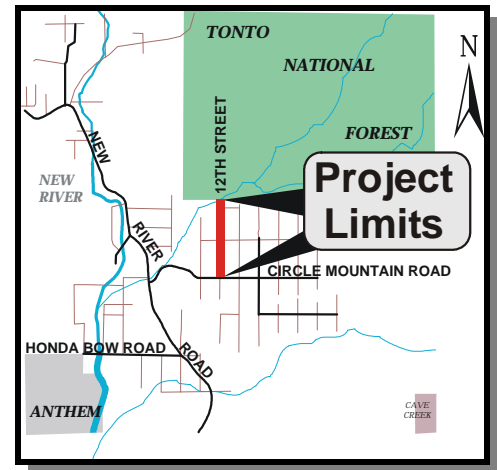 TONTO
NATIONAL
FOREST
N
12TH STREET
NEW
RIVER
ROAD
NEW
RIVER
Project
Limits
CIRCLE MOUNTAIN ROAD
HONDA BOW ROAD
ANTHEM
CAVE
CREEK